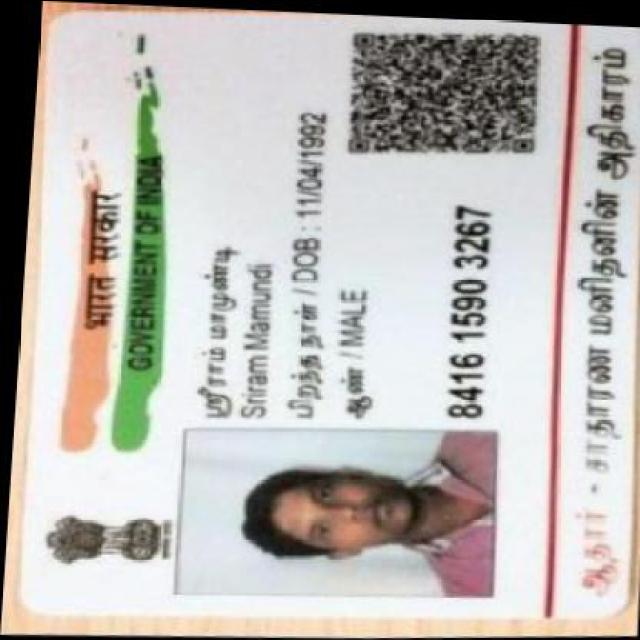 भारत सरकार
GOVERNMENT OF INDIA
ஸ்ரீராம் மாமுண்டி
Sriram Mamundi
பிறந்த நாள் / DOB : 11/04/1992
ஆண் / MALE
8416 1590 3267
ஆதார் - சாதாரண மனிதனின் அதிகாரம்